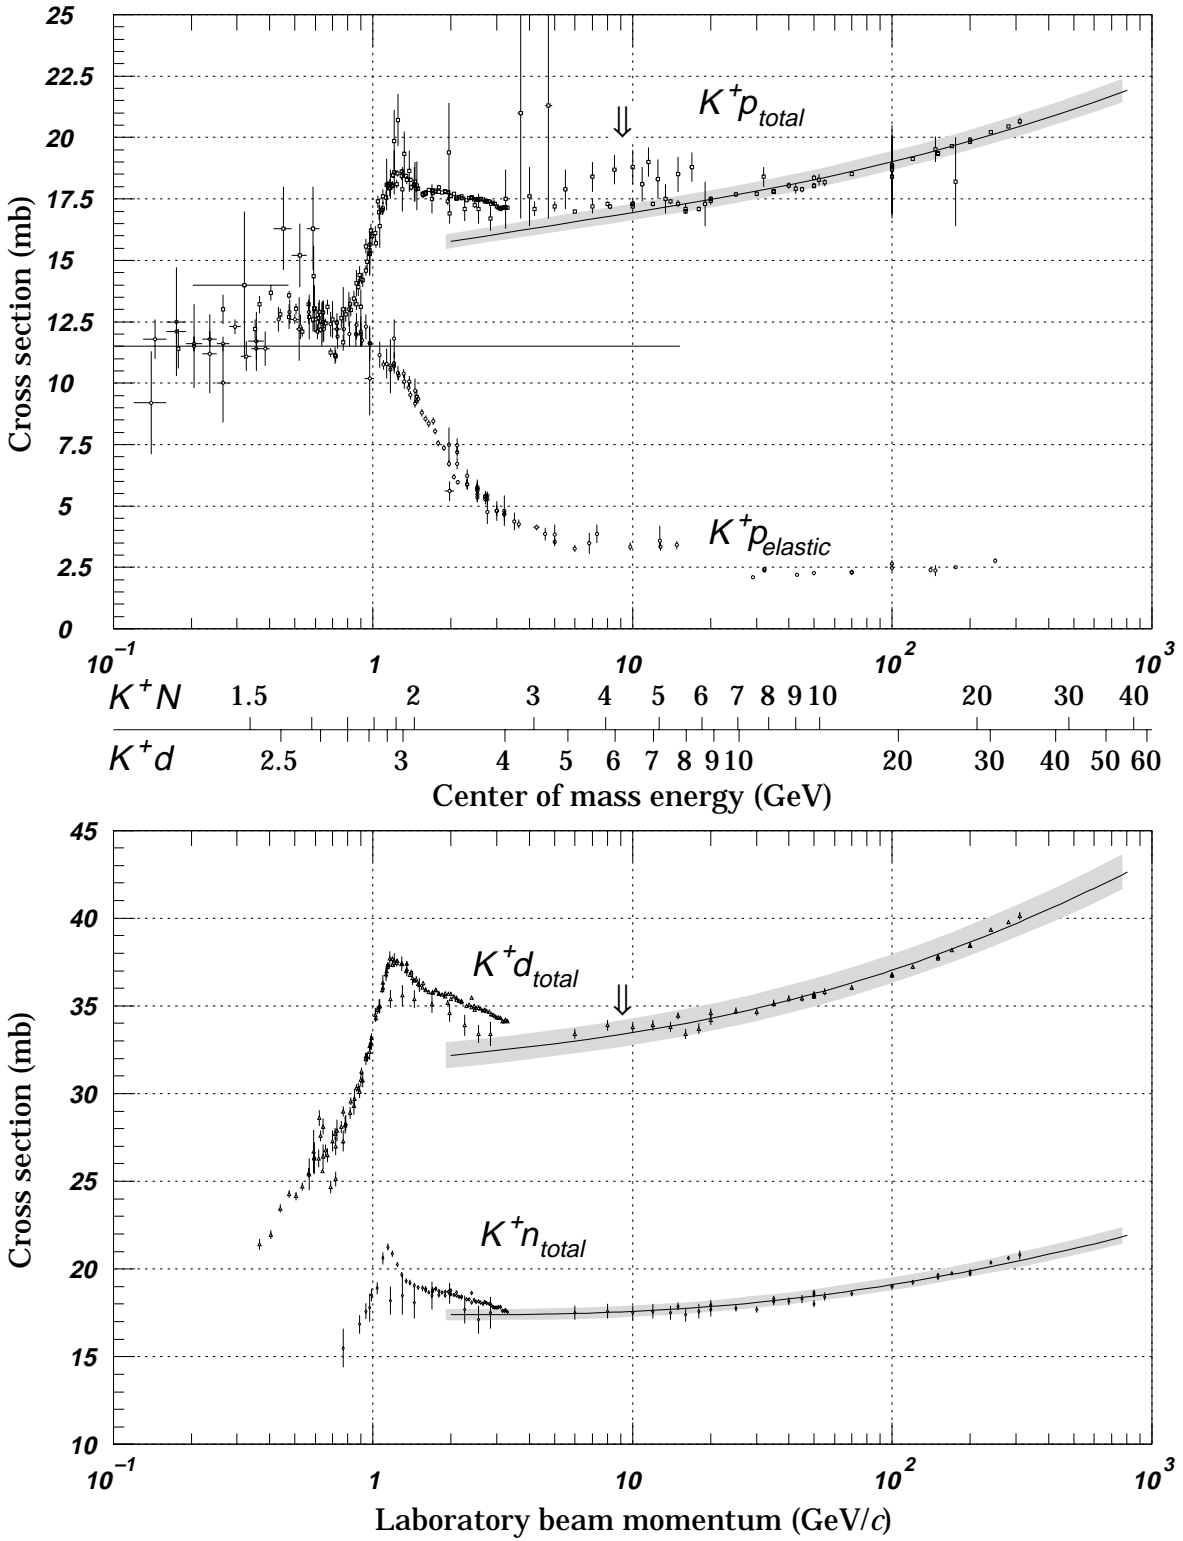 25
22.5
20
17.5
15
12.5
10
7.5
5
2.5
0
Cross section (mb)
K⁺p total
⇓
K⁺p elastic
10⁻¹ 1 10 10² 10³
K⁺N 1.5 2 3 4 5 6 7 8 9 10 20 30 40
K⁺d 2.5 3 4 5 6 7 8 9 10 20 30 40 50 60
Center of mass energy (GeV)
45
40
35
30
25
20
15
10
Cross section (mb)
K⁺d total
⇓
K⁺n total
10⁻¹ 1 10 10² 10³
Laboratory beam momentum (GeV/c)